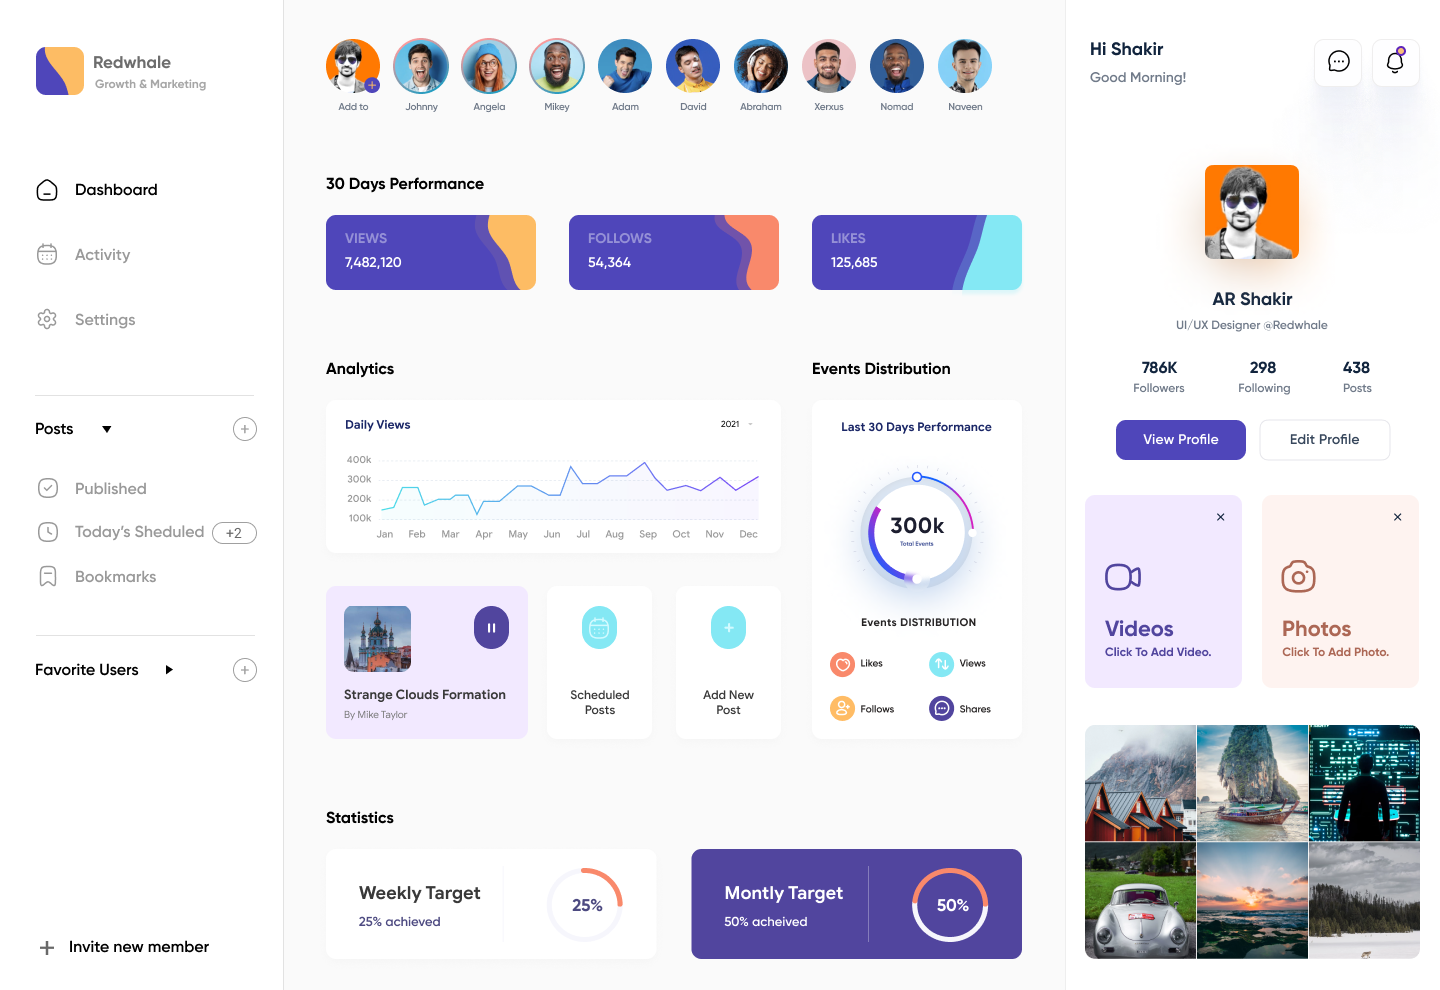 Redwhale
Growth & Marketing
Dashboard
Activity
Settings
Posts
Published
Today's Sheduled
+2
Bookmarks
Favorite Users
Invite new member
Add to
Johnny
Angela
Mikey
Adam
David
Abraham
Xerxus
Nomad
Naveen
30 Days Performance
VIEWS
7,482,120
FOLLOWS
54,364
LIKES
125,685
Analytics
Daily Views
2021
400k
300k
200k
100k
Jan Feb Mar Apr May Jun Jul Aug Sep Oct Nov Dec
Strange Clouds Formation
By Mike Taylor
Scheduled
Posts
Add New
Post
Events Distribution
Last 30 Days Performance
300k
Total Events
Events DISTRIBUTION
Likes
Views
Follows
Shares
Statistics
Weekly Target
25% achieved
25%
Montly Target
50% acheived
50%
Hi Shakir
Good Morning!
AR Shakir
UI/UX Designer @Redwhale
786K
Followers
298
Following
438
Posts
View Profile
Edit Profile
Videos
Click To Add Video.
Photos
Click To Add Photo.
DEMO